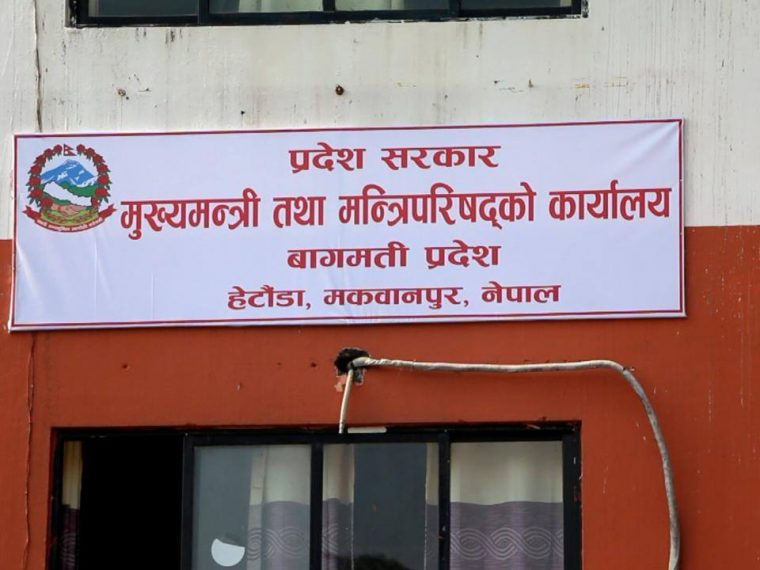 प्रदेश सरकार
मुख्यमन्त्री तथा मन्त्रिपरिषद्को कार्यालय
बागमती प्रदेश
हेटौंडा, मकवानपुर, नेपाल